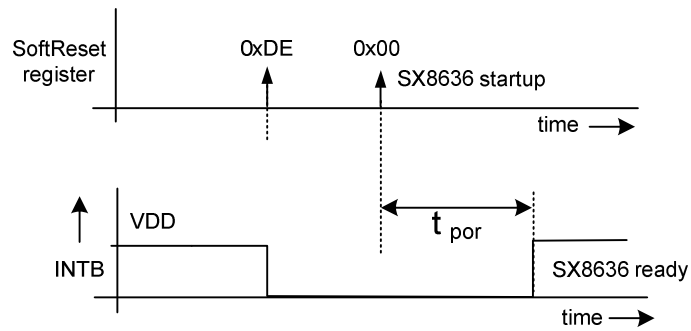 SoftReset
register
0xDE
0x00
SX8636 startup
time
VDD
INTB
t por
SX8636 ready
time